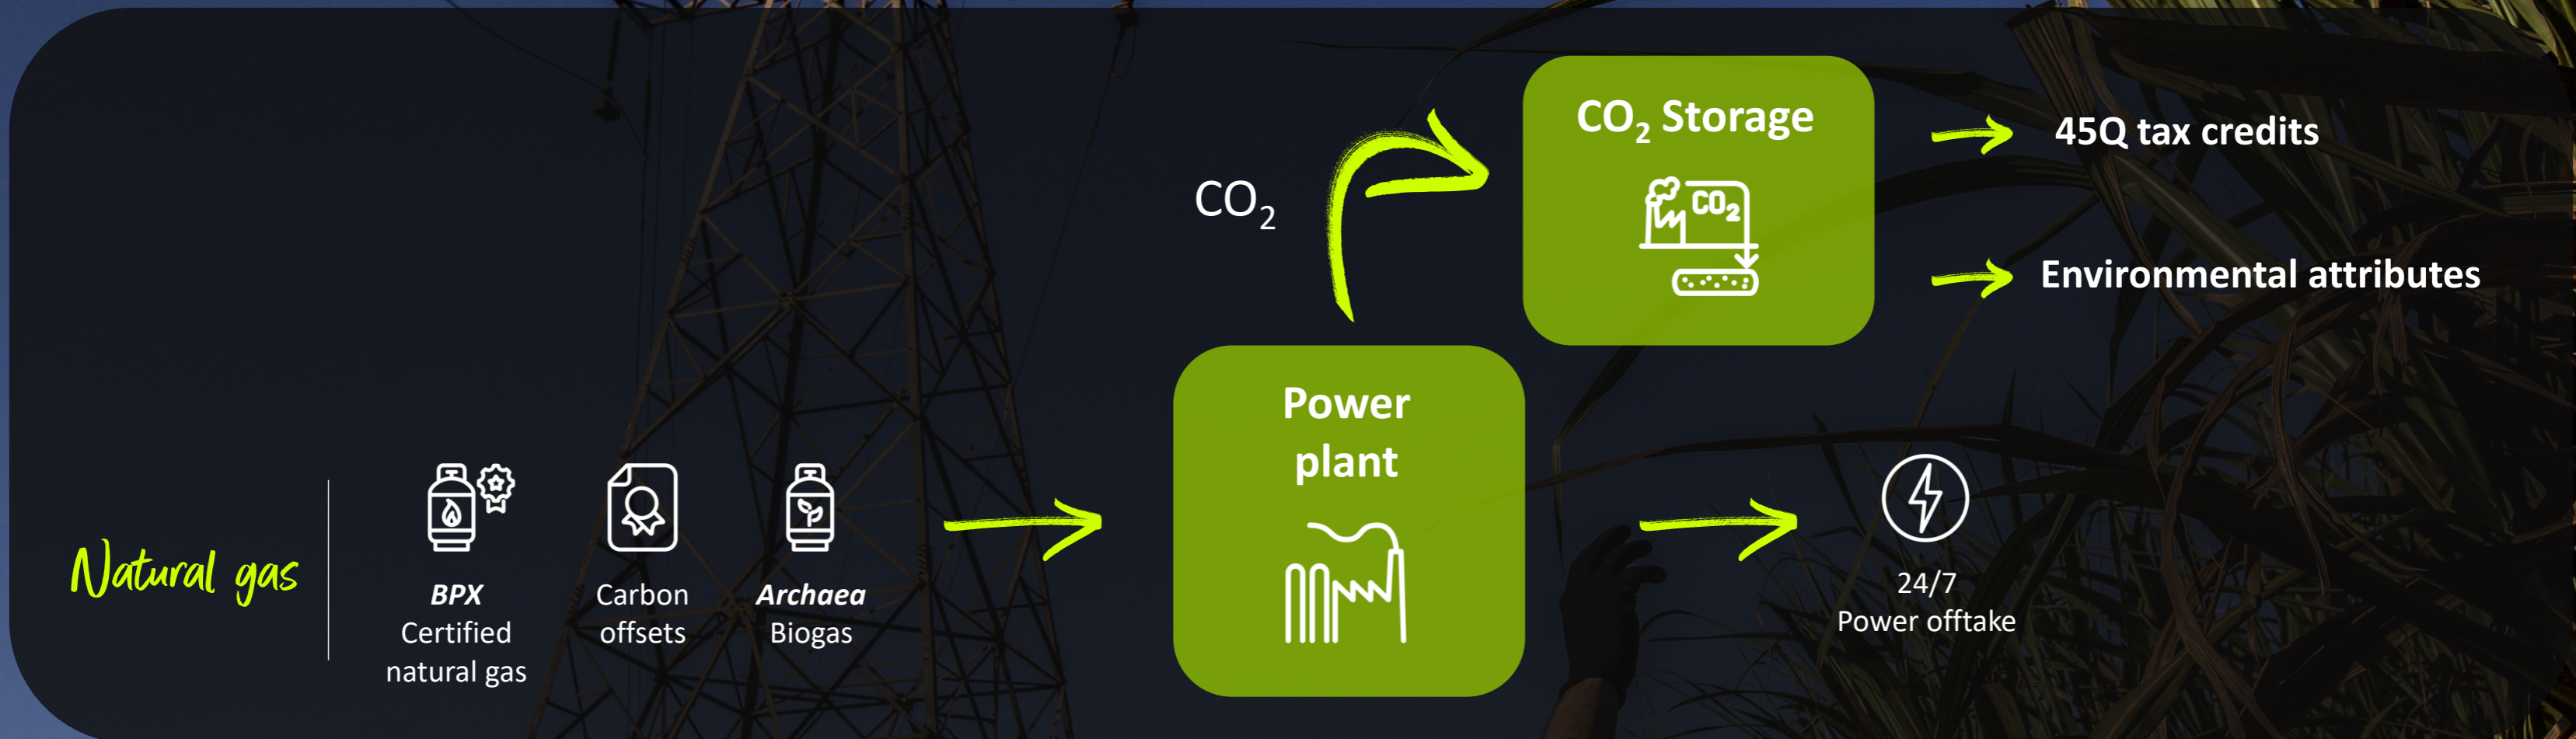 CO₂ Storage
CO₂
45Q tax credits
Environmental attributes
CO₂
Power
plant
Natural gas
BPX
Certified
natural gas
Carbon
offsets
Archaea
Biogas
24/7
Power offtake